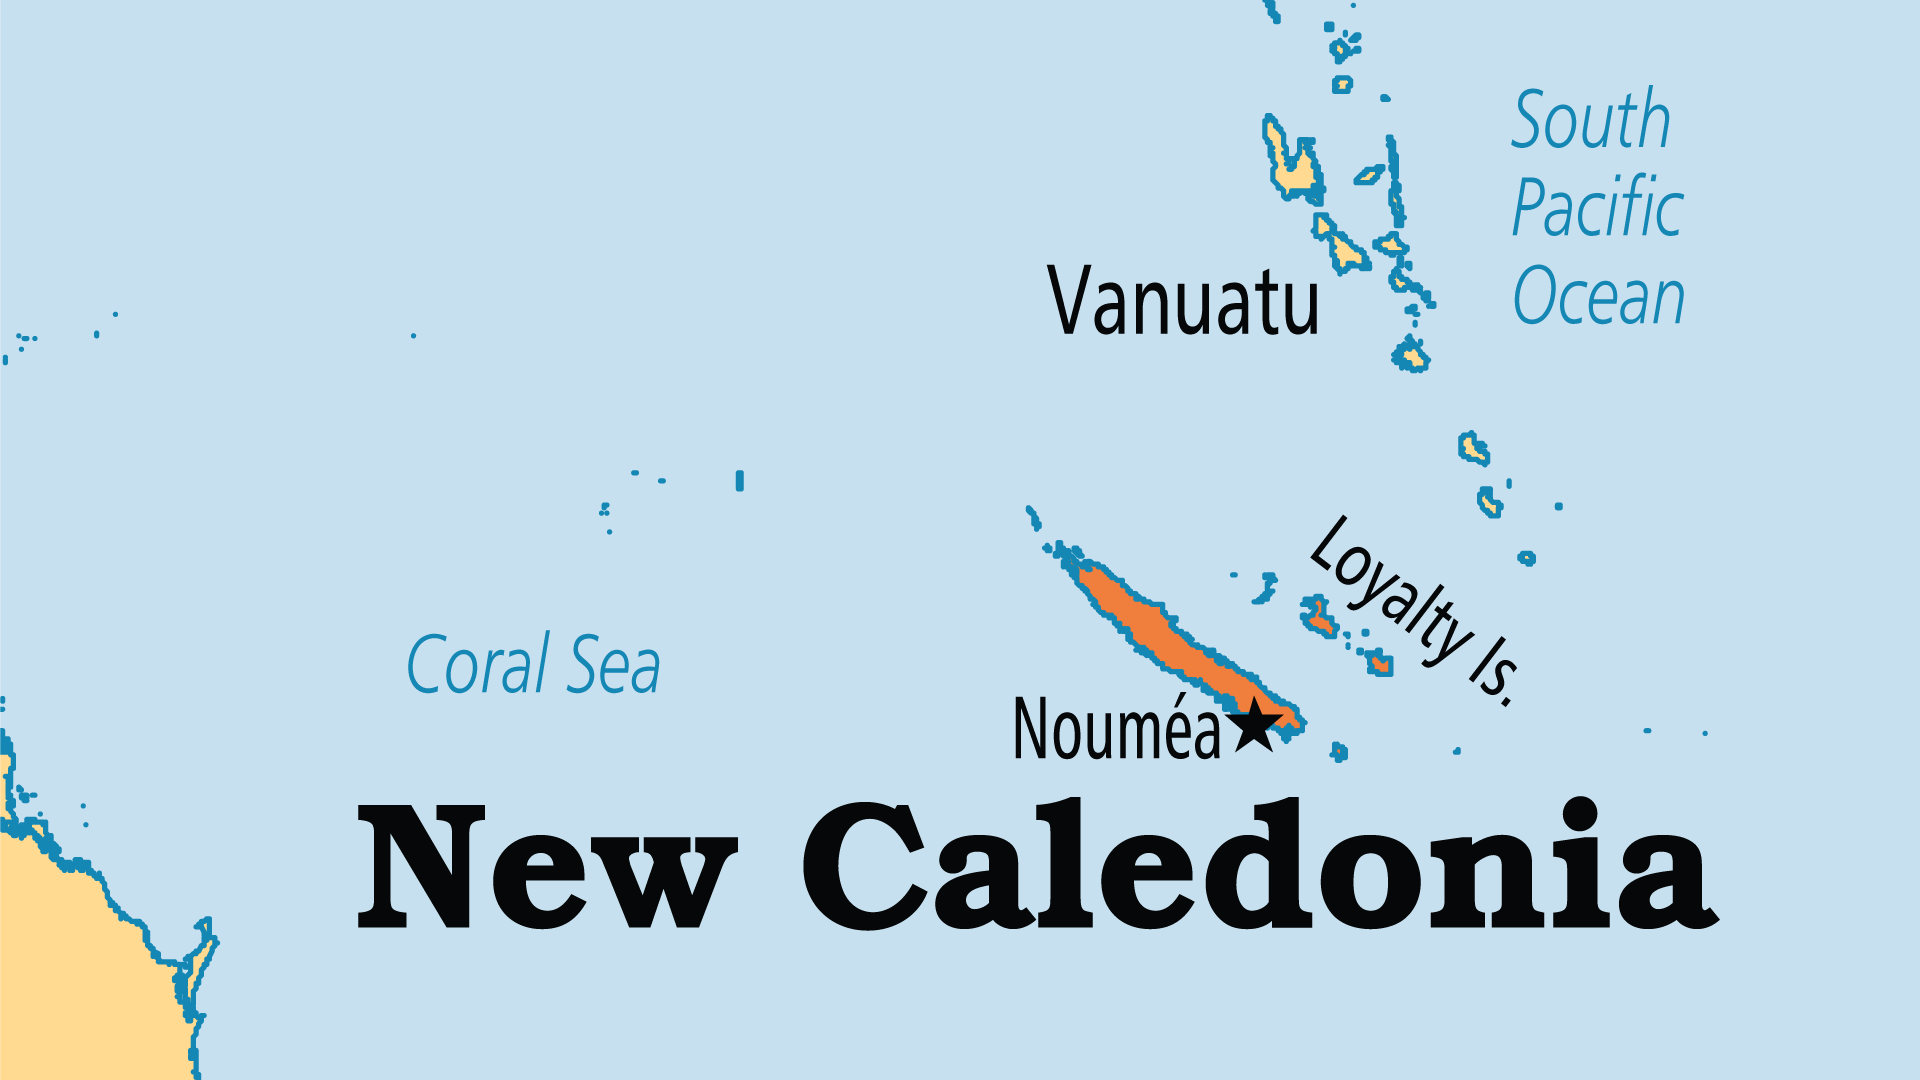 South
Pacific
Ocean
Vanuatu
Loyalty Is.
Coral Sea
Nouméa
New Caledonia